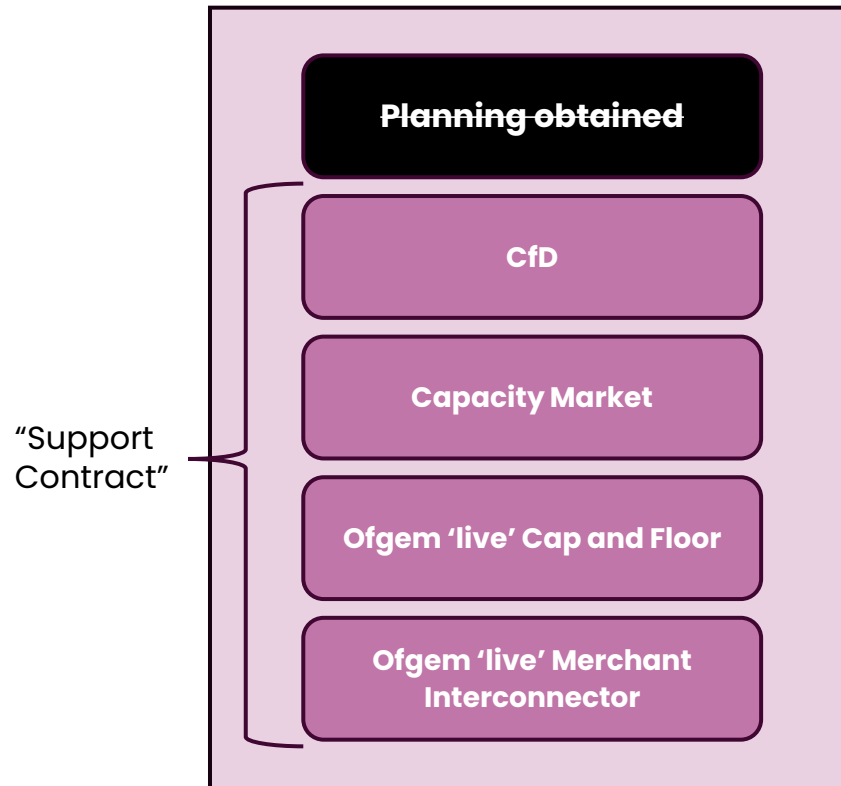 Planning obtained
CfD
Capacity Market
“Support
Contract”
Ofgem ‘live’ Cap and Floor
Ofgem ‘live’ Merchant
Interconnector